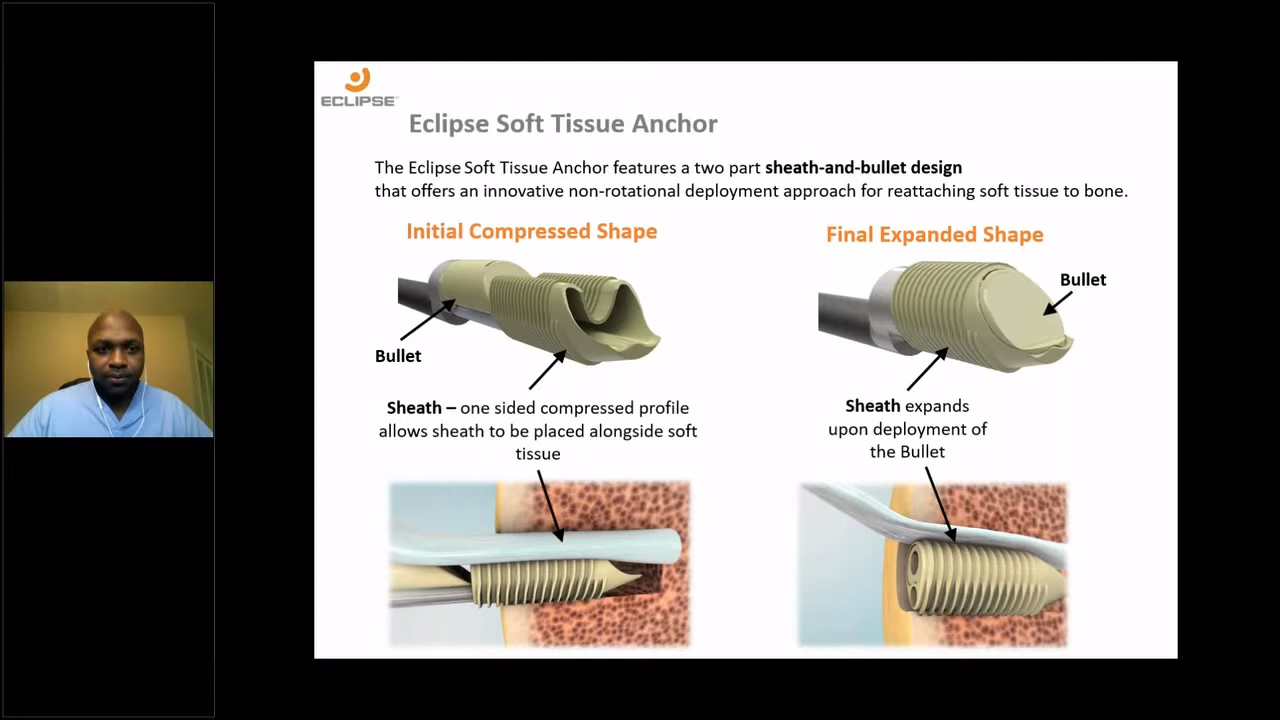 ECLIPSE™
Eclipse Soft Tissue Anchor
The Eclipse Soft Tissue Anchor features a two part sheath-and-bullet design
that offers an innovative non-rotational deployment approach for reattaching soft tissue to bone.
Initial Compressed Shape
Bullet
Sheath – one sided compressed profile
allows sheath to be placed alongside soft
tissue
Final Expanded Shape
Bullet
Sheath expands
upon deployment of
the Bullet